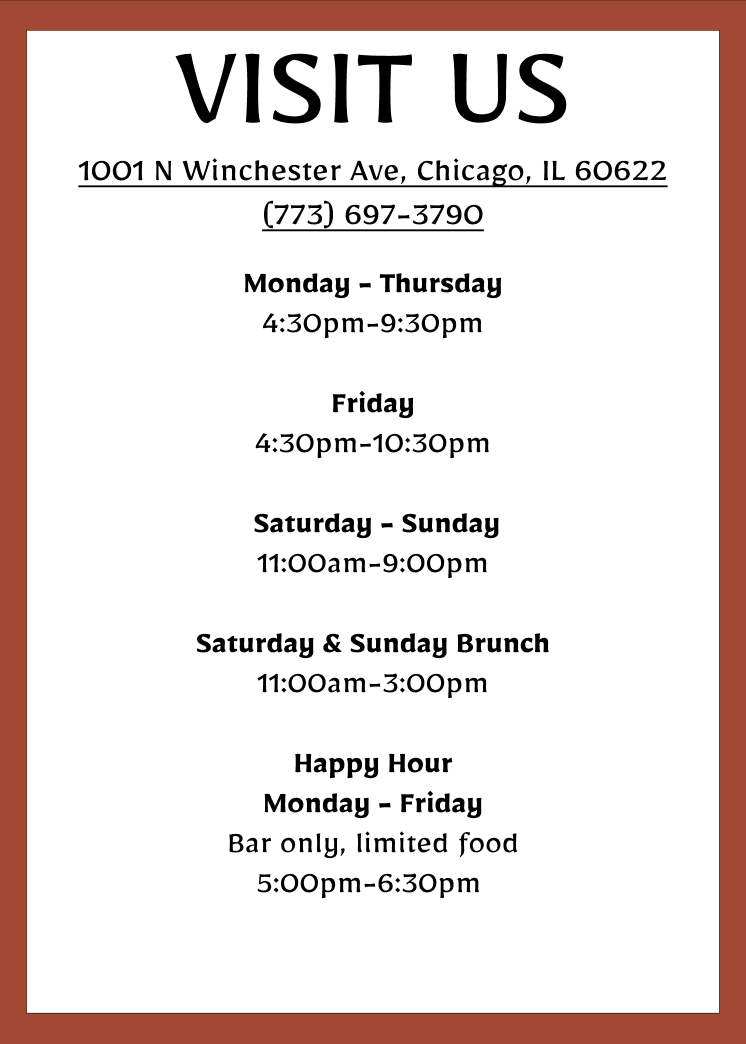 VISIT US
1001 N Winchester Ave, Chicago, IL 60622
(773) 697-3790
Monday - Thursday
4:30pm-9:30pm
Friday
4:30pm-10:30pm
Saturday - Sunday
11:00am-9:00pm
Saturday & Sunday Brunch
11:00am-3:00pm
Happy Hour
Monday - Friday
Bar only, limited food
5:00pm-6:30pm